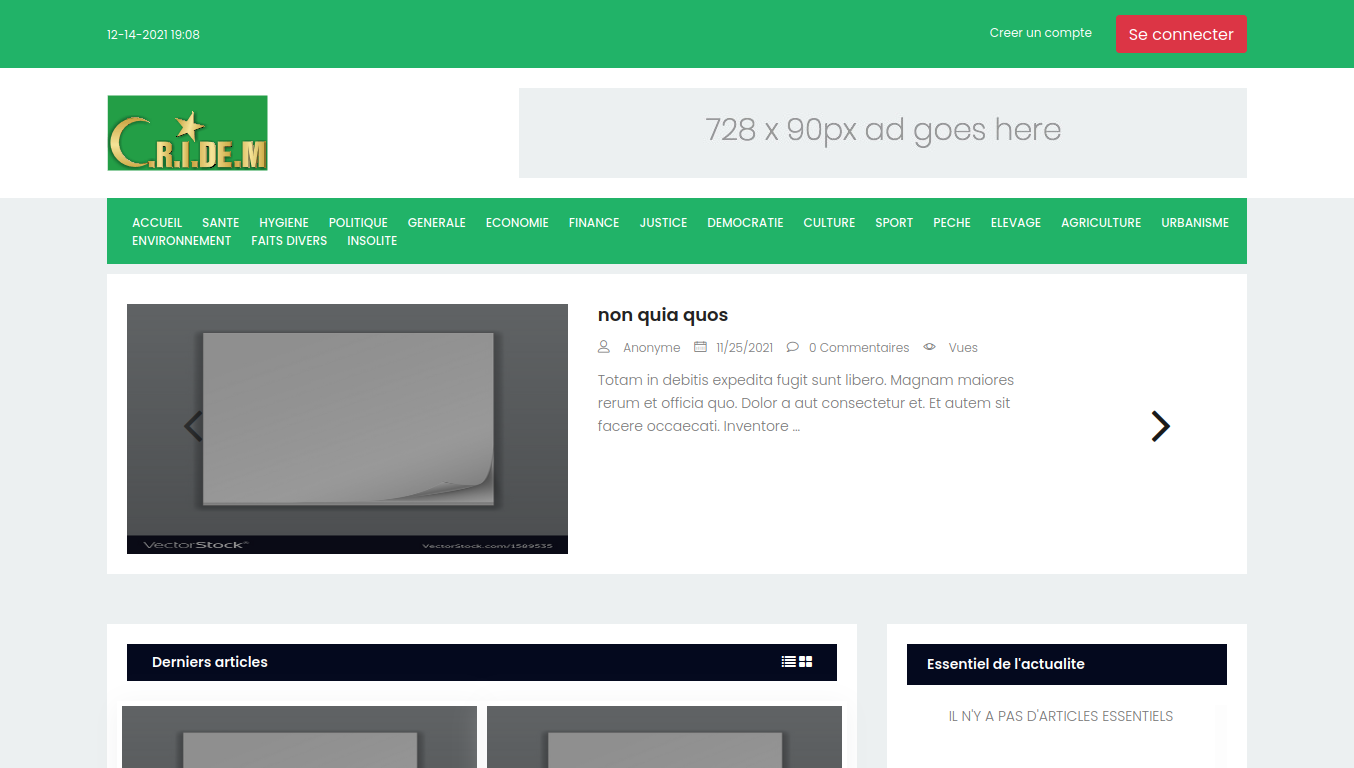 12-14-2021 19:08
Creer un compte
Se connecter
C.R.I.DE.M
728 x 90px ad goes here
ACCUEIL SANTE HYGIENE POLITIQUE GENERALE ECONOMIE FINANCE JUSTICE DEMOCRATIE CULTURE SPORT PECHE ELEVAGE AGRICULTURE URBANISME
ENVIRONNEMENT FAITS DIVERS INSOLITE
non quia quos
Anonyme 11/25/2021 0 Commentaires Vues
Totam in debitis expedita fugit sunt libero. Magnam maiores
rerum et officia quo. Dolor a aut consectetur et. Et autem sit
facere occaecati. Inventore ...
VectorStock®
VectorStock.com/1599535
Derniers articles
Essentiel de l'actualite
IL N'Y A PAS D'ARTICLES ESSENTIELS